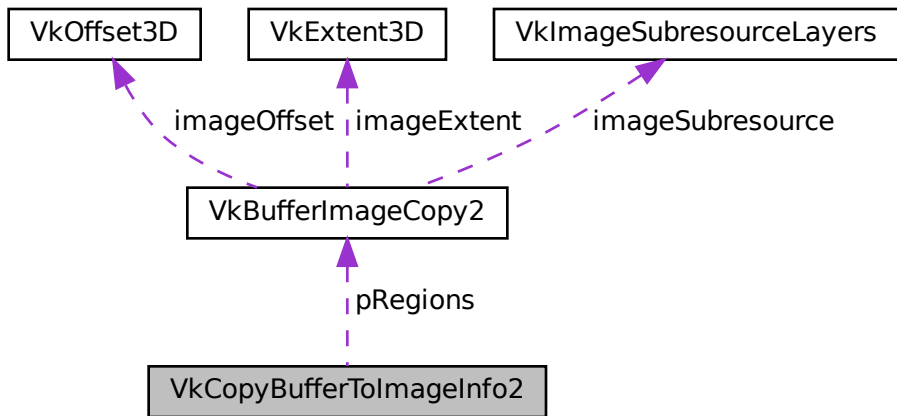 VkOffset3D
VkExtent3D
VkImageSubresourceLayers
imageOffset
imageExtent
imageSubresource
VkBufferImageCopy2
pRegions
VkCopyBufferToImageInfo2